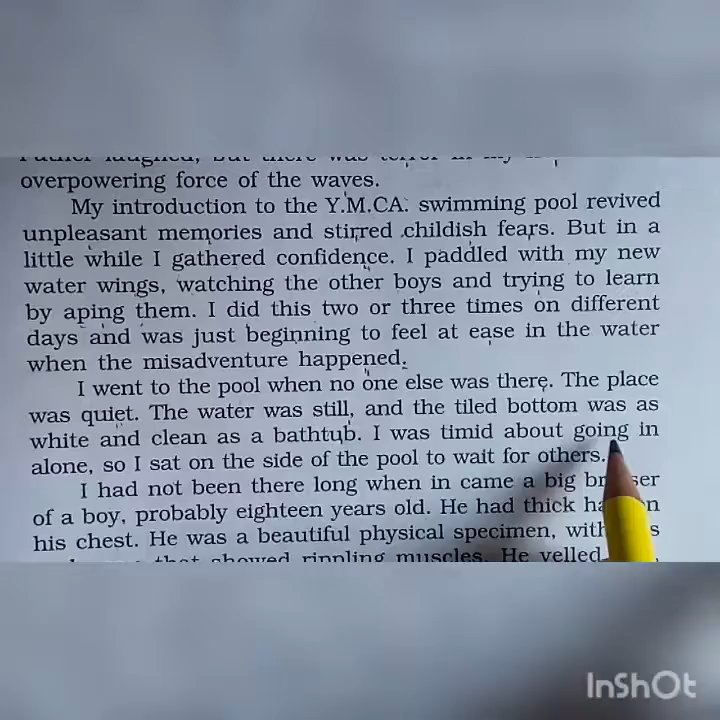 overpowering force of the waves.
My introduction to the Y.M.CA. swimming pool revived
unpleasant memories and stirred childish fears. But in a
little while I gathered confidence. I paddled with my new
water wings, watching the other boys and trying to learn
by aping them. I did this two or three times on different
days and was just beginning to feel at ease in the water
when the misadventure happened.
I went to the pool when no one else was there. The place
was quiet. The water was still, and the tiled bottom was as
white and clean as a bathtub. I was timid about going in
alone, so I sat on the side of the pool to wait for others.
I had not been there long when in came a big
of a boy, probably eighteen years old. He had thick
his chest. He was a beautiful physical specimen, with
that showed rippling muscles. He yelled
InShOt